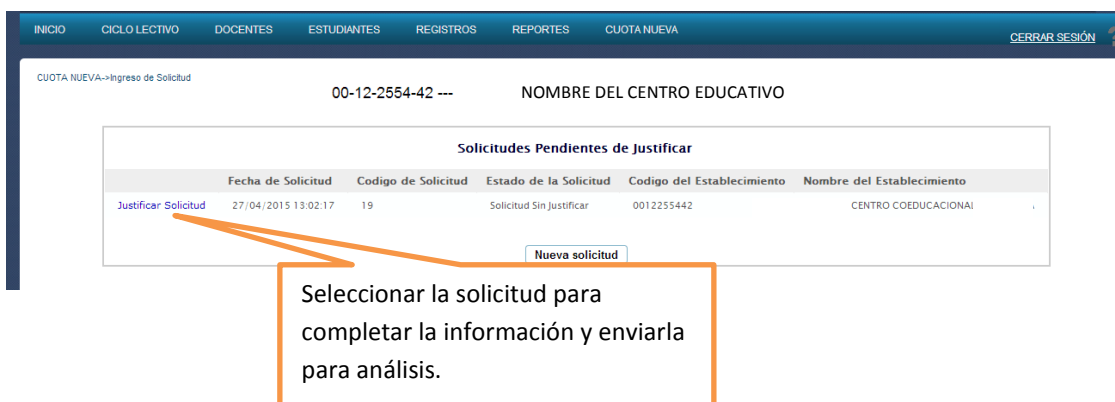 INICIO CICLO LECTIVO DOCENTES ESTUDIANTES REGISTROS REPORTES CUOTA NUEVA CERRAR SESIÓN ?
CUOTA NUEVA->Ingreso de Solicitud
00-12-2554-42 --- NOMBRE DEL CENTRO EDUCATIVO
Solicitudes Pendientes de Justificar
Fecha de Solicitud Codigo de Solicitud Estado de la Solicitud Codigo del Establecimiento Nombre del Establecimiento
Justificar Solicitud 27/04/2015 13:02:17 19 Solicitud Sin Justificar 0012255442 CENTRO COEDUCACIONAL
Nueva solicitud
Seleccionar la solicitud para
completar la información y enviarla
para análisis.